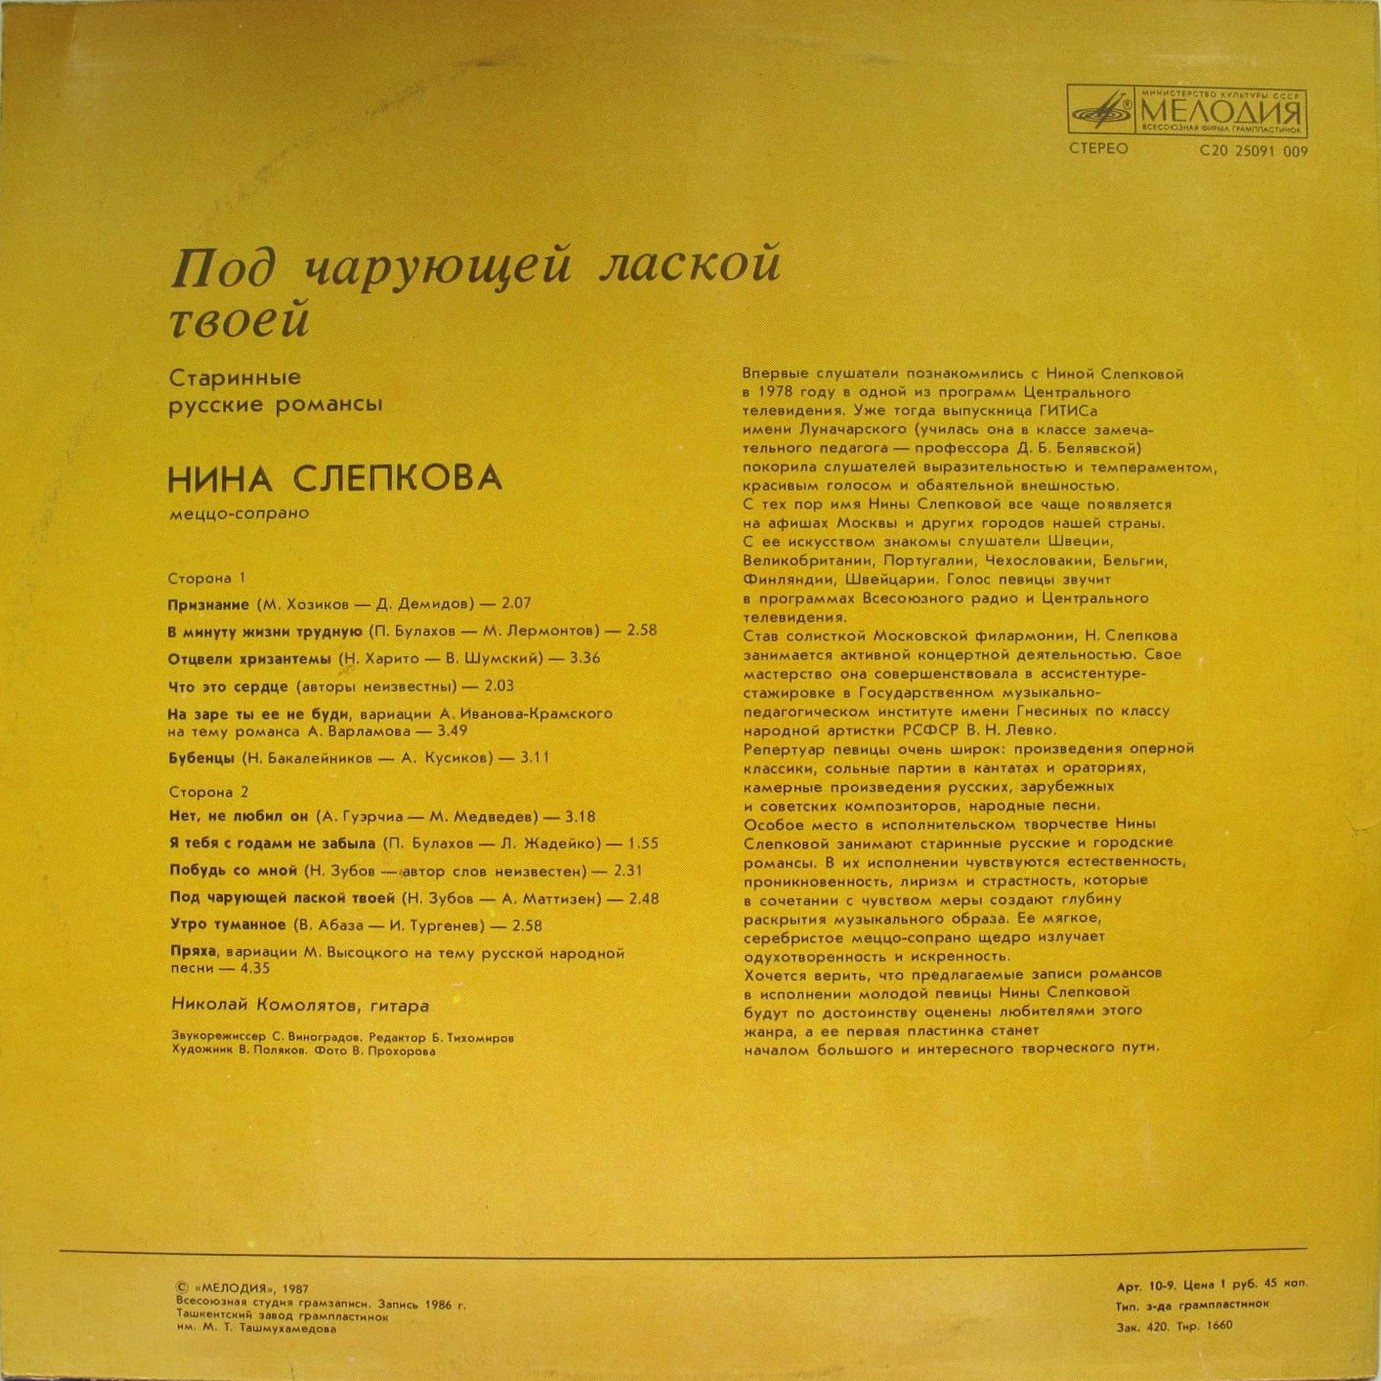 МИНИСТЕРСТВО КУЛЬТУРЫ СССР
МЕЛОДИЯ
ВСЕСОЮЗНАЯ ФИРМА ГРАМПЛАСТИНОК
СТЕРЕО С20 25091 009
Под чарующей лаской
твоей
Старинные
русские романсы
НИНА СЛЕПКОВА
меццо-сопрано
Сторона 1
Признание (М. Хозиков — Д. Демидов) — 2.07
В минуту жизни трудную (П. Булахов — М. Лермонтов) — 2.58
Отцвели хризантемы (Н. Харито — В. Шумский) — 3.36
Что это сердце (авторы неизвестны) — 2.03
На заре ты ее не буди, вариации А. Иванова-Крамского
на тему романса А. Варламова — 3.49
Бубенцы (Н. Бакалейников — А. Кусиков) — 3.11
Сторона 2
Нет, не любил он (А. Гуэрчиа — М. Медведев) — 3.18
Я тебя с годами не забыла (П. Булахов — Л. Жадейко) — 1.55
Побудь со мной (Н. Зубов — автор слов неизвестен) — 2.31
Под чарующей лаской твоей (Н. Зубов — А. Маттизен) — 2.48
Утро туманное (В. Абаза — И. Тургенев) — 2.58
Пряха, вариации М. Высоцкого на тему русской народной
песни — 4.35
Николай Комолятов, гитара
Звукорежиссер С. Виноградов. Редактор Б. Тихомиров
Художник В. Поляков. Фото В. Прохорова
Впервые слушатели познакомились с Ниной Слепковой
в 1978 году в одной из программ Центрального
телевидения. Уже тогда выпускница ГИТИСа
имени Луначарского (училась она в классе замеча-
тельного педагога — профессора Д. Б. Белявской)
покорила слушателей выразительностью и темпераментом,
красивым голосом и обаятельной внешностью.
С тех пор имя Нины Слепковой все чаще появляется
на афишах Москвы и других городов нашей страны.
С ее искусством знакомы слушатели Швеции,
Великобритании, Португалии, Чехословакии, Бельгии,
Финляндии, Швейцарии. Голос певицы звучит
в программах Всесоюзного радио и Центрального
телевидения.
Став солисткой Московской филармонии, Н. Слепкова
занимается активной концертной деятельностью. Свое
мастерство она совершенствовала в ассистентуре-
стажировке в Государственном музыкально-
педагогическом институте имени Гнесиных по классу
народной артистки РСФСР В. Н. Левко.
Репертуар певицы очень широк: произведения оперной
классики, сольные партии в кантатах и ораториях,
камерные произведения русских, зарубежных
и советских композиторов, народные песни.
Особое место в исполнительском творчестве Нины
Слепковой занимают старинные русские и городские
романсы. В их исполнении чувствуются естественность,
проникновенность, лиризм и страстность, которые
в сочетании с чувством меры создают глубину
раскрытия музыкального образа. Ее мягкое,
серебристое меццо-сопрано щедро излучает
одухотворенность и искренность.
Хочется верить, что предлагаемые записи романсов
в исполнении молодой певицы Нины Слепковой
будут по достоинству оценены любителями этого
жанра, а ее первая пластинка станет
началом большого и интересного творческого пути.
© «МЕЛОДИЯ», 1987
Всесоюзная студия грамзаписи. Запись 1986 г.
Ташкентский завод грампластинок
им. М. Т. Ташмухамедова
Арт. 10-9. Цена 1 руб. 45 коп.
Тип. з-да грампластинок
Зак. 420. Тир. 1660